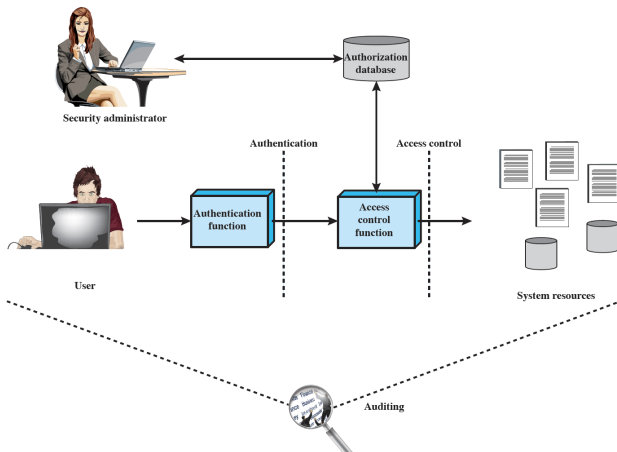 Authorization
database
Security administrator
Authentication
Access control
Authentication
function
Access
control
function
User
System resources
Auditing